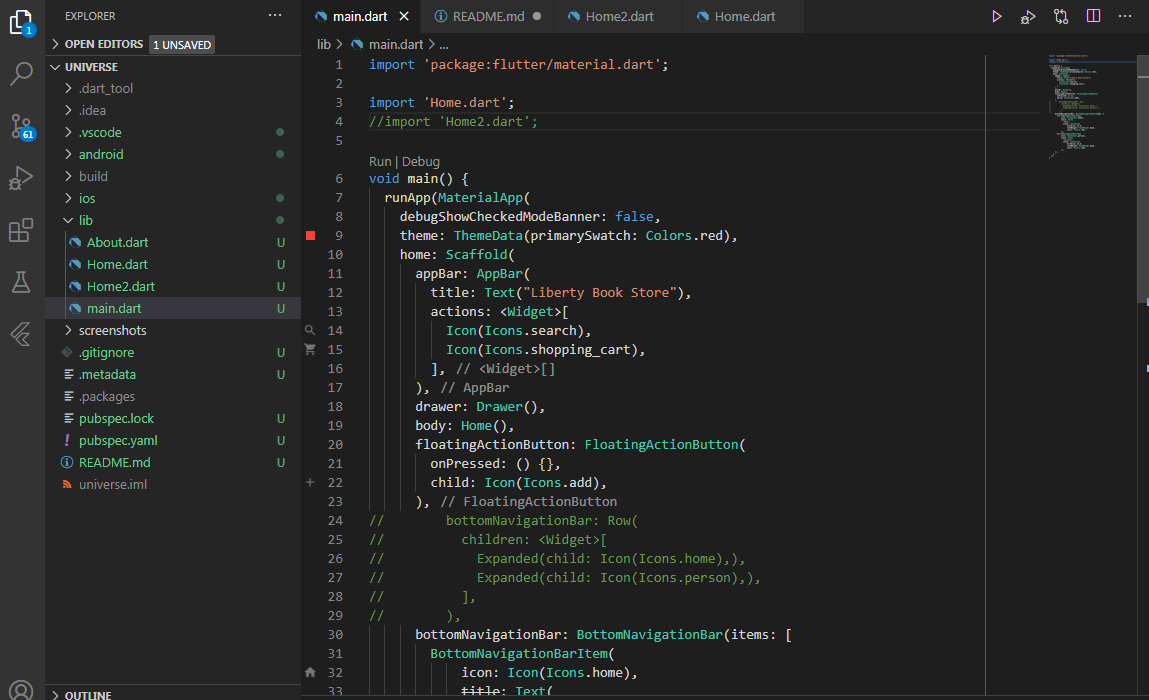 EXPLORER
1
61
OPEN EDITORS 1 UNSAVED
UNIVERSE
.dart_tool
.idea
.vscode
android
build
ios
lib
About.dart U
Home.dart U
Home2.dart U
main.dart U
screenshots
.gitignore U
.metadata U
.packages
pubspec.lock U
pubspec.yaml U
README.md U
universe.iml
OUTLINE
main.dart README.md Home2.dart Home.dart
lib > main.dart > ...
1 import 'package:flutter/material.dart';
2
3 import 'Home.dart';
4 //import 'Home2.dart';
5
Run | Debug
6 void main() {
7 runApp(MaterialApp(
8 debugShowCheckedModeBanner: false,
9 theme: ThemeData(primarySwatch: Colors.red),
10 home: Scaffold(
11 appBar: AppBar(
12 title: Text("Liberty Book Store"),
13 actions: <Widget>[
14 Icon(Icons.search),
15 Icon(Icons.shopping_cart),
16 ], // <Widget>[]
17 ), // AppBar
18 drawer: Drawer(),
19 body: Home(),
20 floatingActionButton: FloatingActionButton(
21 onPressed: () {},
22 child: Icon(Icons.add),
23 ), // FloatingActionButton
24 // bottomNavigationBar: Row(
25 // children: <Widget>[
26 // Expanded(child: Icon(Icons.home),),
27 // Expanded(child: Icon(Icons.person),),
28 // ],
29 // ),
30 bottomNavigationBar: BottomNavigationBar(items: [
31 BottomNavigationBarItem(
32 icon: Icon(Icons.home),
33 title: Text(